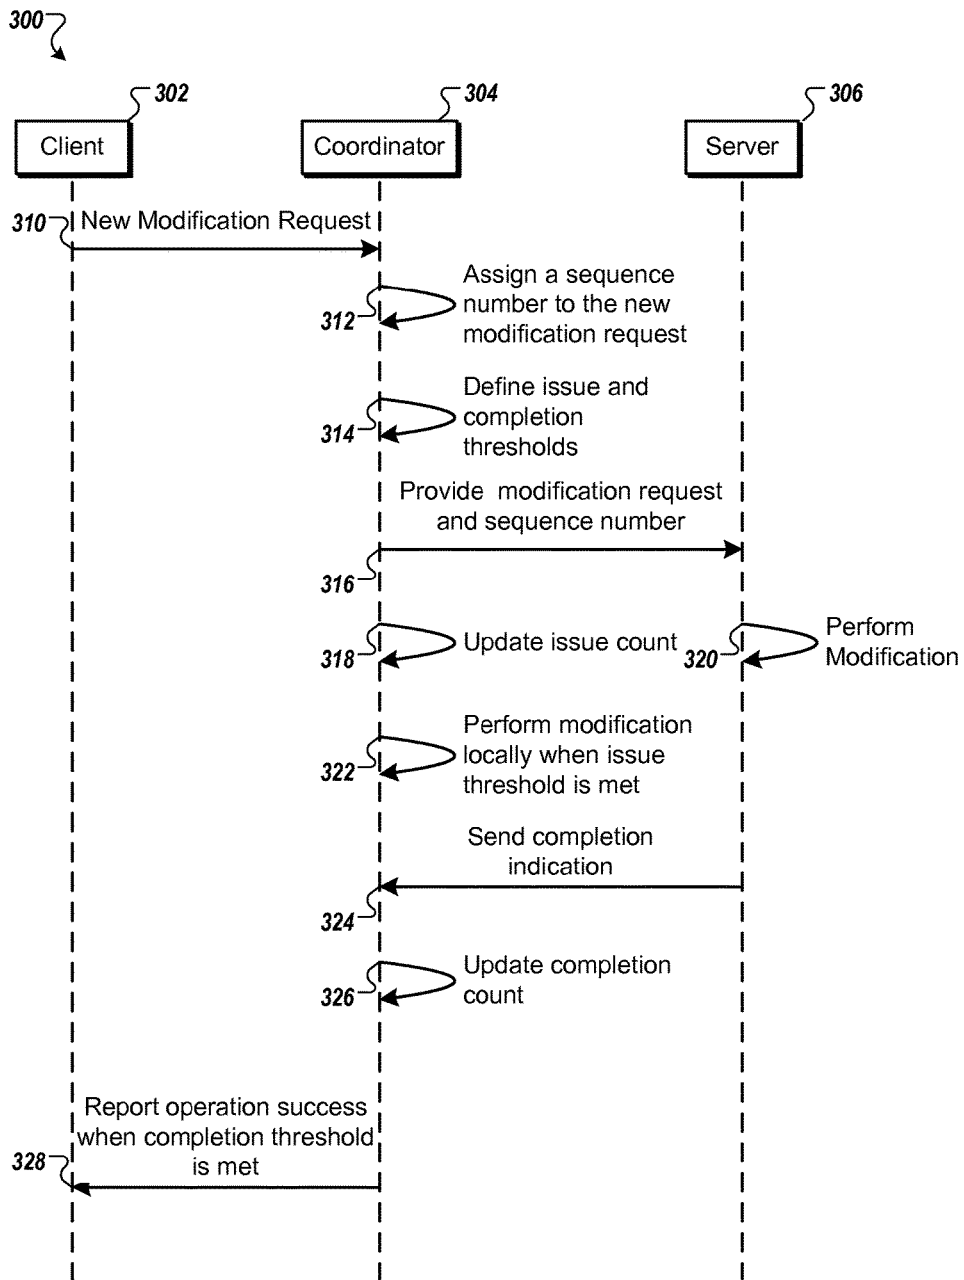 300
302
304
306
Client
Coordinator
Server
310
New Modification Request
312
Assign a sequence
number to the new
modification request
314
Define issue and
completion
thresholds
Provide modification request
and sequence number
316
318
Update issue count
320
Perform
Modification
322
Perform modification
locally when issue
threshold is met
Send completion
indication
324
326
Update completion
count
Report operation success
when completion threshold
is met
328